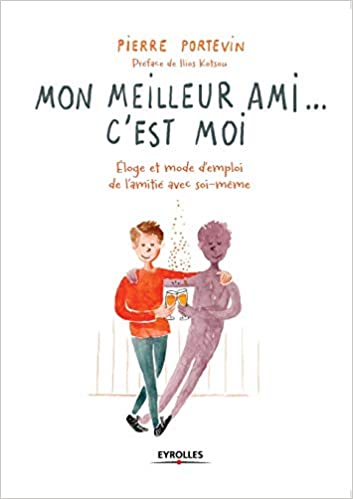 PIERRE PORTEVIN
Préface de Ilios Kotsou
MON MEILLEUR AMI...
C'EST MOI
Éloge et mode d'emploi
de l'amitié avec soi-même
EYROLLES